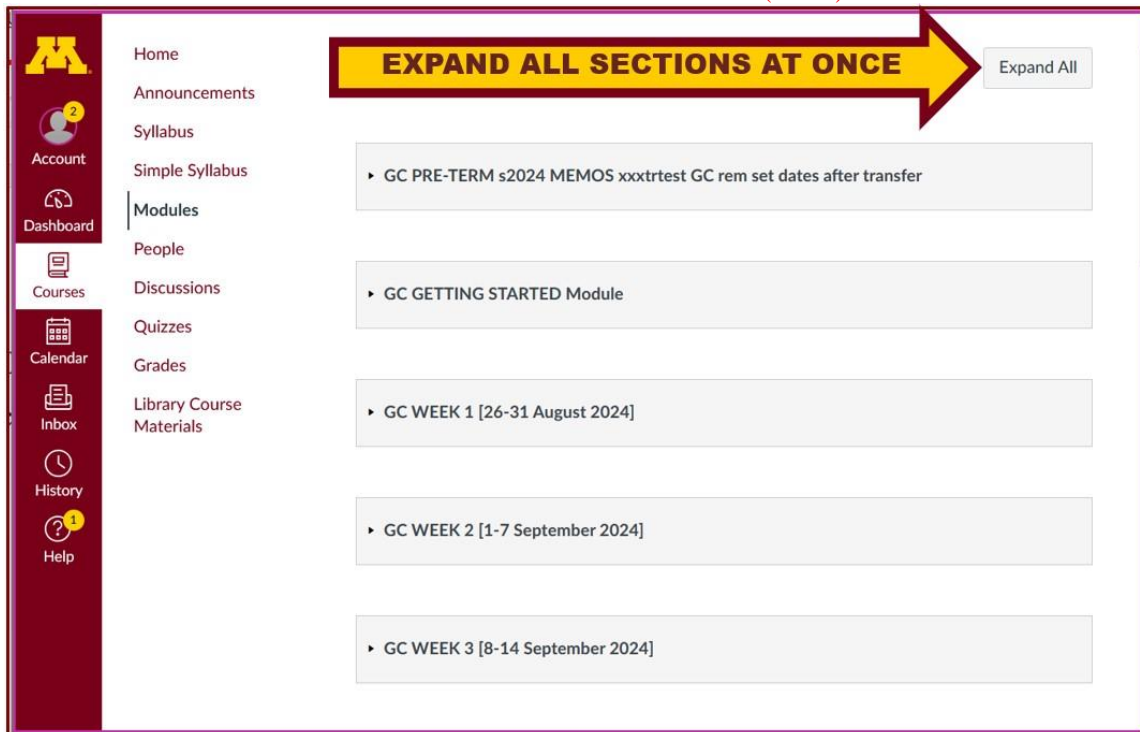 M
2
Account
Dashboard
Courses
Calendar
Inbox
History
1
Help
Home
Announcements
Syllabus
Simple Syllabus
Modules
People
Discussions
Quizzes
Grades
Library Course
Materials
EXPAND ALL SECTIONS AT ONCE
Expand All
GC PRE-TERM s2024 MEMOS xxxtrtest GC rem set dates after transfer
GC GETTING STARTED Module
GC WEEK 1 [26-31 August 2024]
GC WEEK 2 [1-7 September 2024]
GC WEEK 3 [8-14 September 2024]